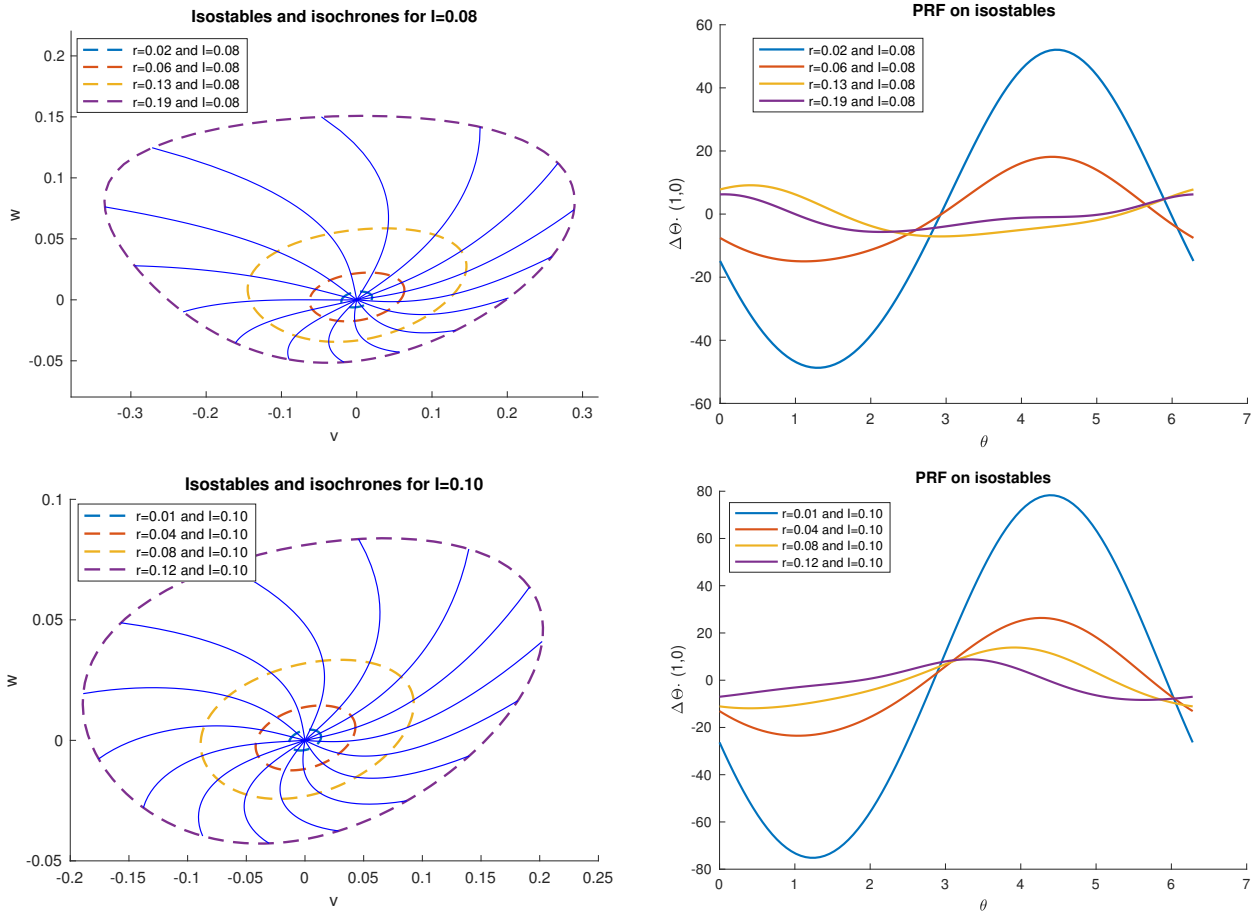 Isostables and isochrones for I=0.08
r=0.02 and I=0.08
r=0.06 and I=0.08
r=0.13 and I=0.08
r=0.19 and I=0.08
0.2
0.15
0.1
0.05
0
-0.05
w
-0.3 -0.2 -0.1 0 0.1 0.2 0.3
v
PRF on isostables
r=0.02 and I=0.08
r=0.06 and I=0.08
r=0.13 and I=0.08
r=0.19 and I=0.08
60
40
20
0
-20
-40
-60
ΔΘ· (1,0)
0 1 2 3 4 5 6 7
θ
Isostables and isochrones for I=0.10
r=0.01 and I=0.10
r=0.04 and I=0.10
r=0.08 and I=0.10
r=0.12 and I=0.10
0.1
0.05
0
-0.05
w
-0.2 -0.15 -0.1 -0.05 0 0.05 0.1 0.15 0.2 0.25
v
PRF on isostables
r=0.01 and I=0.10
r=0.04 and I=0.10
r=0.08 and I=0.10
r=0.12 and I=0.10
80
60
40
20
0
-20
-40
-60
-80
ΔΘ· (1,0)
0 1 2 3 4 5 6 7
θ